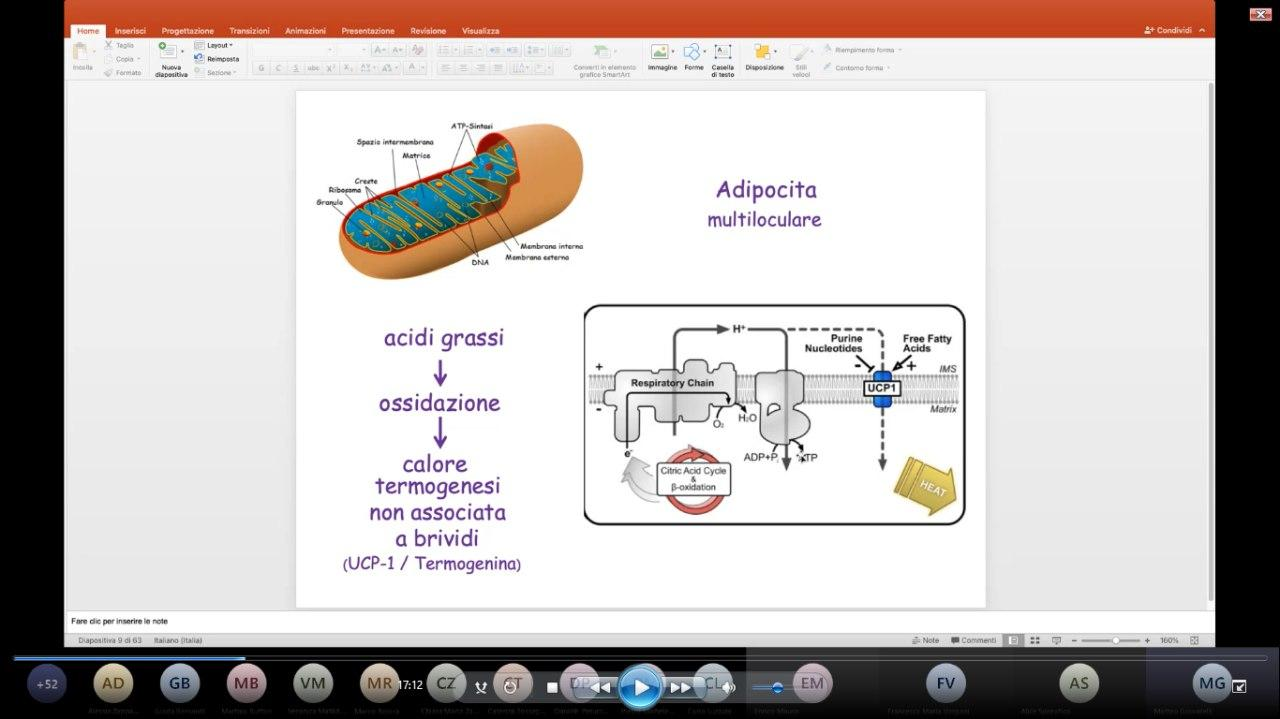 Home Inserisci Progettazione Transizioni Animazioni Presentazione Revisione Visualizza
Condividi
Incolla
Taglia
Copia
Formato
Nuova diapositiva
Layout
Reimposta
Sezione
G C S abc X² X₂
Converti in elemento grafico SmartArt
Immagine
Forme
Casella di testo
Disposizione
Stili veloci
Riempimento forma
Contorno forma
ATP-Sintasi
Spazio intermembrana
Matrice
Creste
Ribosoma
Granulo
Membrana interna
Membrana esterna
DNA
Adipocita
multiloculare
acidi grassi
ossidazione
calore
termogenesi
non associata
a brividi
(UCP-1 / Termogenina)
H⁺
Purine
Nucleotides
Free Fatty
Acids
+
-
+
IMS
Respiratory Chain
UCP1
-
Matrix
O₂
H₂O
e⁻
ADP+Pᵢ
ATP
Citric Acid Cycle
&
β-oxidation
HEAT
Fare clic per inserire le note
Diapositiva 9 di 63 Italiano (Italia)
Note Commenti 160%
+52 AD GB MB VM MR 17:12 CZ CL EM FV AS MG